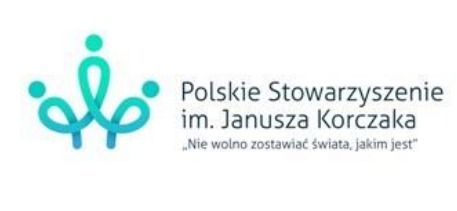 Polskie Stowarzyszenie
im. Janusza Korczaka
„Nie wolno zostawiać świata, jakim jest”